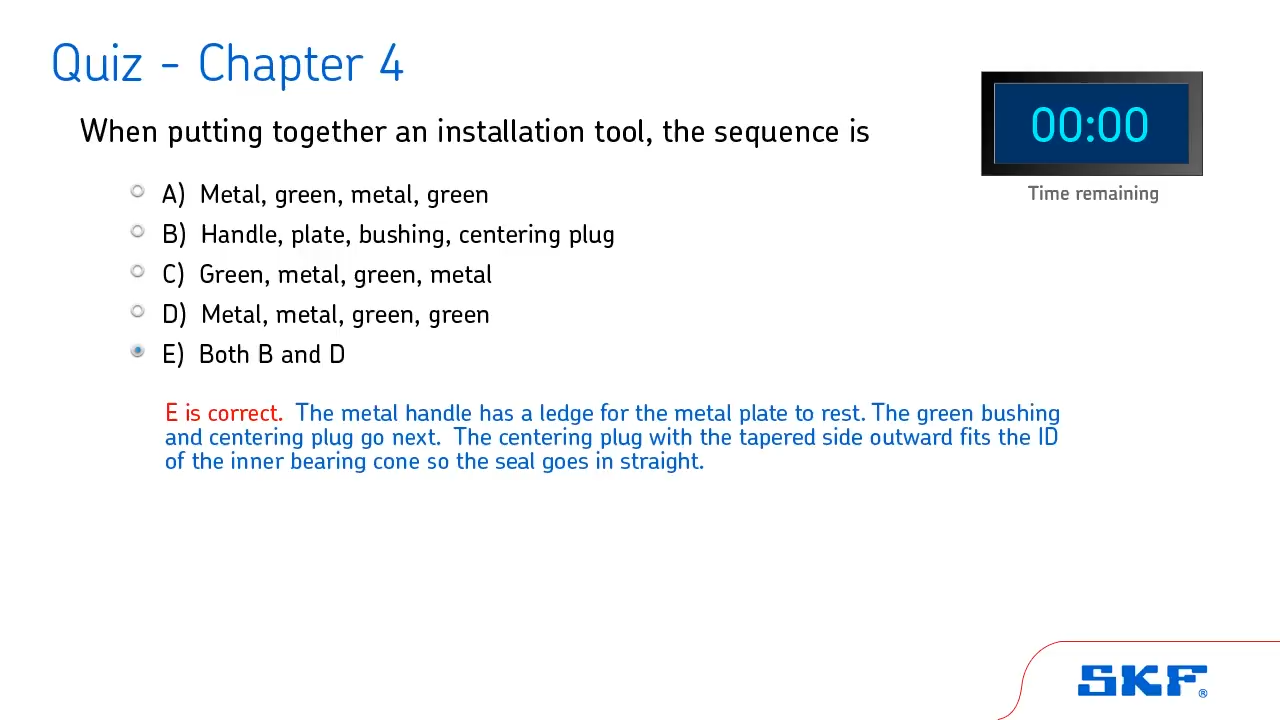 Quiz - Chapter 4
00:00
Time remaining
When putting together an installation tool, the sequence is
A) Metal, green, metal, green
B) Handle, plate, bushing, centering plug
C) Green, metal, green, metal
D) Metal, metal, green, green
E) Both B and D
E is correct. The metal handle has a ledge for the metal plate to rest. The green bushing
and centering plug go next. The centering plug with the tapered side outward fits the ID
of the inner bearing cone so the seal goes in straight.
SKF®